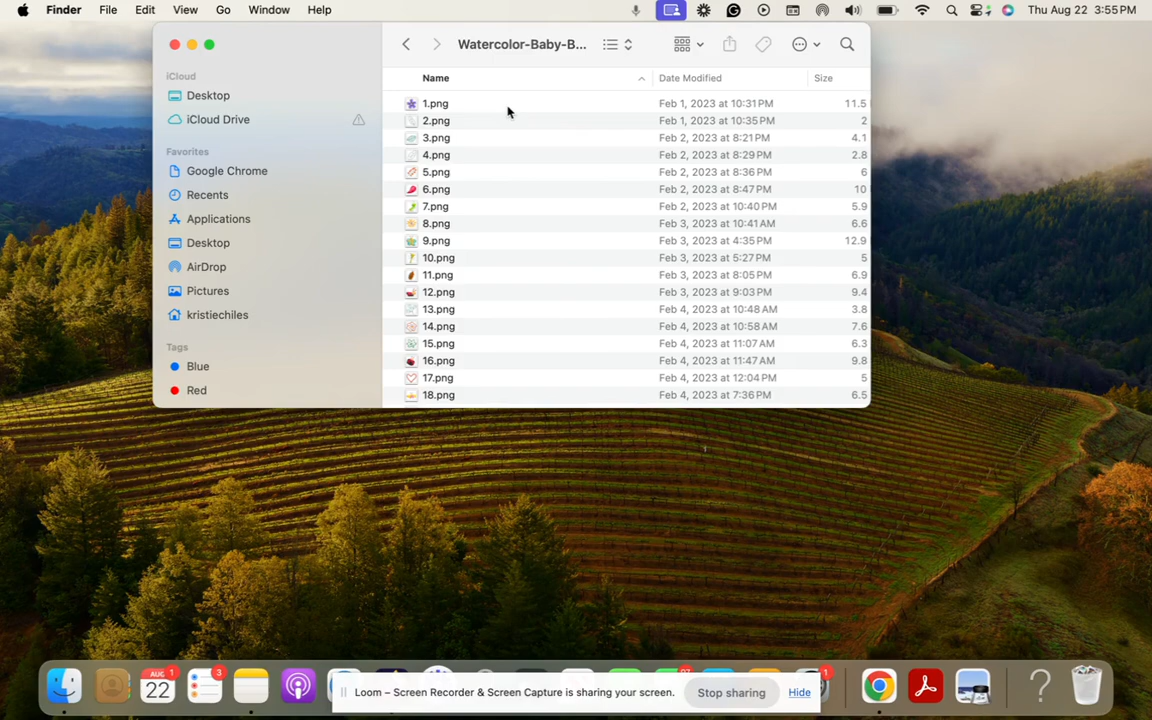 Finder File Edit View Go Window Help Thu Aug 22 3:55 PM
Watercolor-Baby-B...
iCloud
Desktop
iCloud Drive
Favorites
Google Chrome
Recents
Applications
Desktop
AirDrop
Pictures
kristiechiles
Tags
Blue
Red
Name Date Modified Size
1.png Feb 1, 2023 at 10:31 PM 11.5
2.png Feb 1, 2023 at 10:35 PM 2
3.png Feb 2, 2023 at 8:21 PM 4.1
4.png Feb 2, 2023 at 8:29 PM 2.8
5.png Feb 2, 2023 at 8:36 PM 6
6.png Feb 2, 2023 at 8:47 PM 10
7.png Feb 2, 2023 at 10:40 PM 5.9
8.png Feb 3, 2023 at 10:41 AM 6.6
9.png Feb 3, 2023 at 4:35 PM 12.9
10.png Feb 3, 2023 at 5:27 PM 5
11.png Feb 3, 2023 at 8:05 PM 6.9
12.png Feb 3, 2023 at 9:03 PM 9.4
13.png Feb 4, 2023 at 10:48 AM 3.8
14.png Feb 4, 2023 at 10:58 AM 7.6
15.png Feb 4, 2023 at 11:07 AM 6.3
16.png Feb 4, 2023 at 11:47 AM 9.8
17.png Feb 4, 2023 at 12:04 PM 5
18.png Feb 4, 2023 at 7:36 PM 6.5
AUG 1 3 1
22
Loom – Screen Recorder & Screen Capture is sharing your screen. Stop sharing Hide